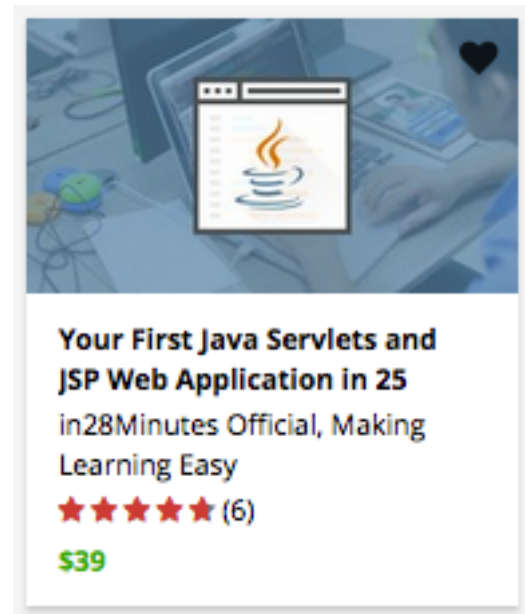 Your First Java Servlets and
JSP Web Application in 25
in28Minutes Official, Making
Learning Easy
(6)
$39